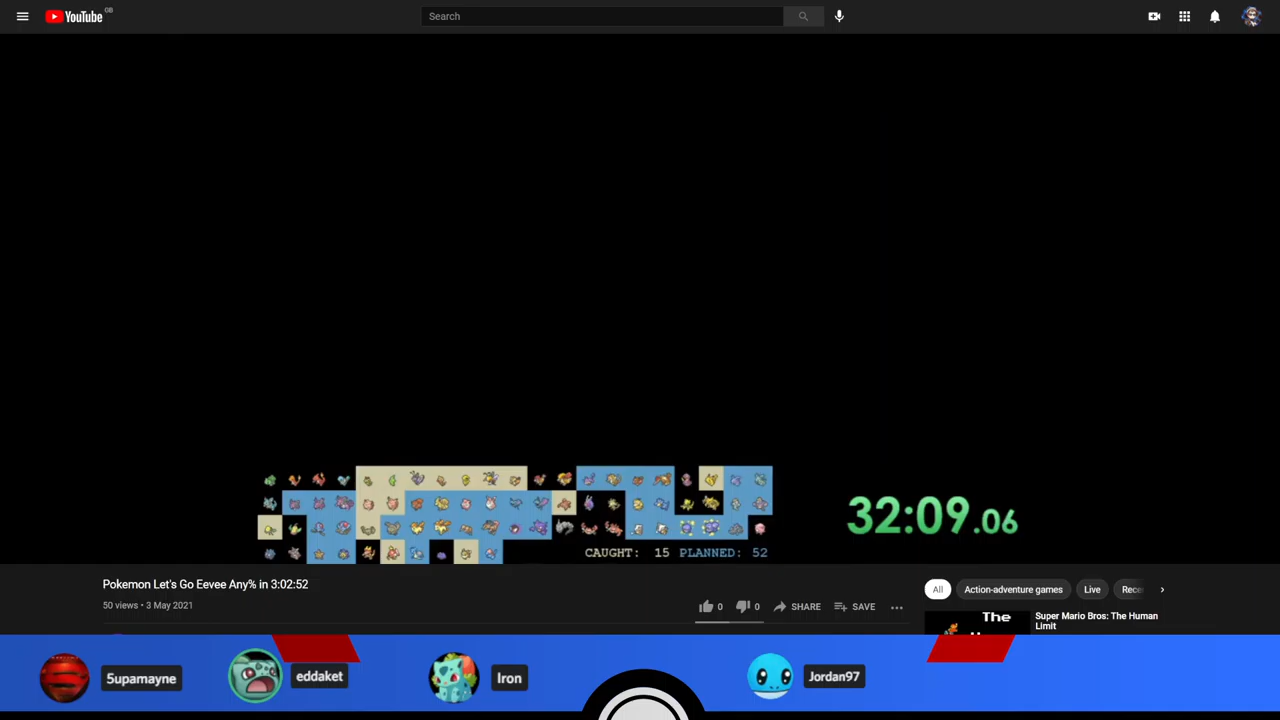 YouTube GB
Search
32:09.06
CAUGHT: 15 PLANNED: 52
Pokemon Let's Go Eevee Any% in 3:02:52
50 views • 3 May 2021
0 0 SHARE SAVE
All Action-adventure games Live Rece
The
Super Mario Bros: The Human
Limit
5upamayne
eddaket
Iron
Jordan97